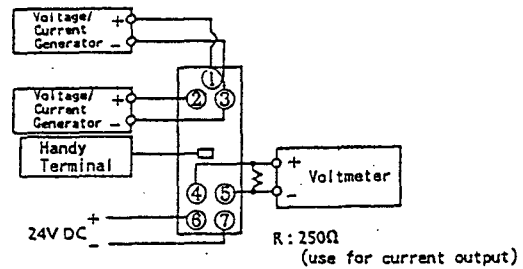 Voltage/
Current
Generator
+
−
①
Voltage/
Current
Generator
+
−
② ③
Handy
Terminal
④ ⑤
+
−
Voltmeter
⑥ ⑦
24V DC
+
−
R : 250Ω
(use for current output)